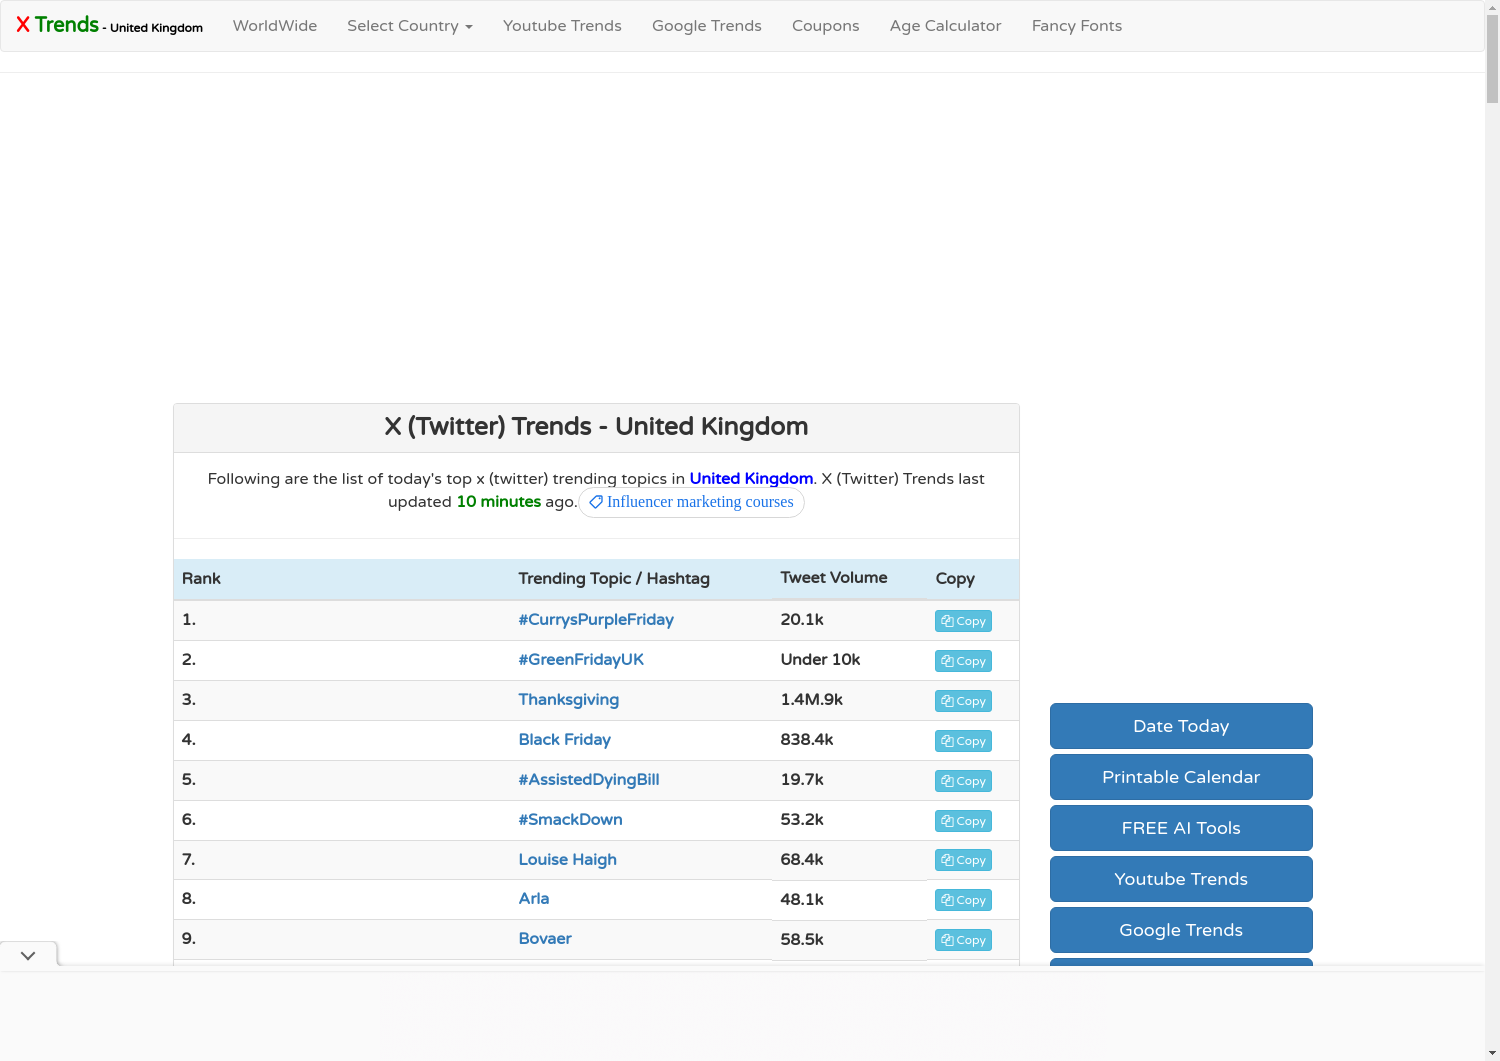 X Trends - United Kingdom WorldWide Select Country Youtube Trends Google Trends Coupons Age Calculator Fancy Fonts
X (Twitter) Trends - United Kingdom
Following are the list of today's top x (twitter) trending topics in United Kingdom. X (Twitter) Trends last
updated 10 minutes ago. Influencer marketing courses
Rank Trending Topic / Hashtag Tweet Volume Copy
1. #CurrysPurpleFriday 20.1k Copy
2. #GreenFridayUK Under 10k Copy
3. Thanksgiving 1.4M.9k Copy
4. Black Friday 838.4k Copy
5. #AssistedDyingBill 19.7k Copy
6. #SmackDown 53.2k Copy
7. Louise Haigh 68.4k Copy
8. Arla 48.1k Copy
9. Bovaer 58.5k Copy
Date Today
Printable Calendar
FREE AI Tools
Youtube Trends
Google Trends